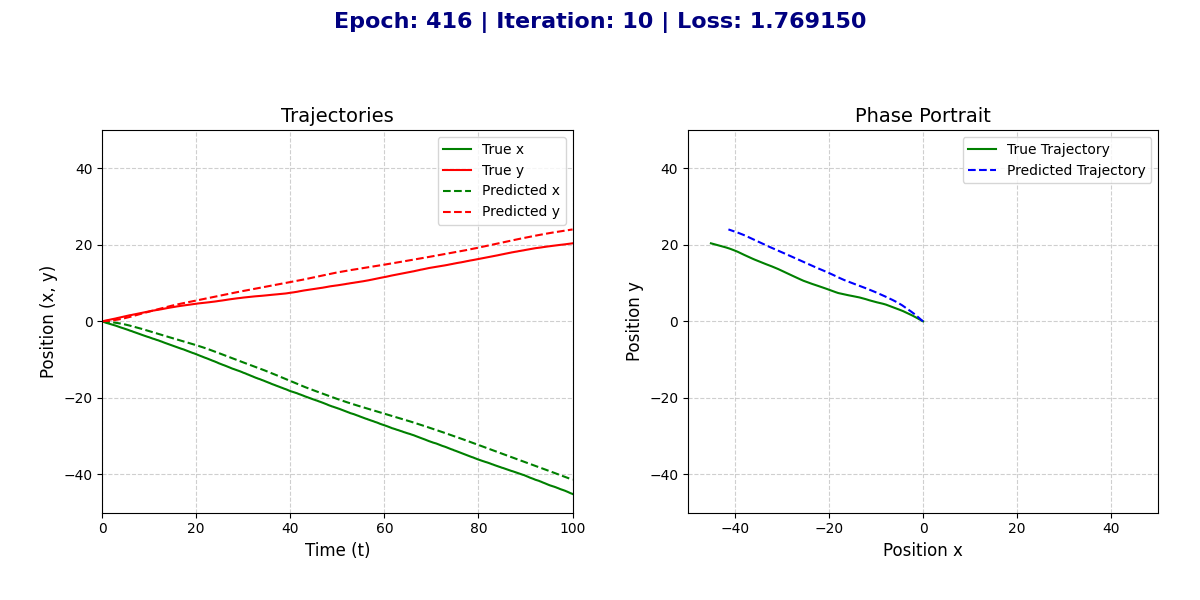 Epoch: 416 | Iteration: 10 | Loss: 1.769150
Trajectories
Position (x, y)
40
20
0
−20
−40
True x
True y
Predicted x
Predicted y
0 20 40 60 80 100
Time (t)
Phase Portrait
Position y
40
20
0
−20
−40
True Trajectory
Predicted Trajectory
−40 −20 0 20 40
Position x